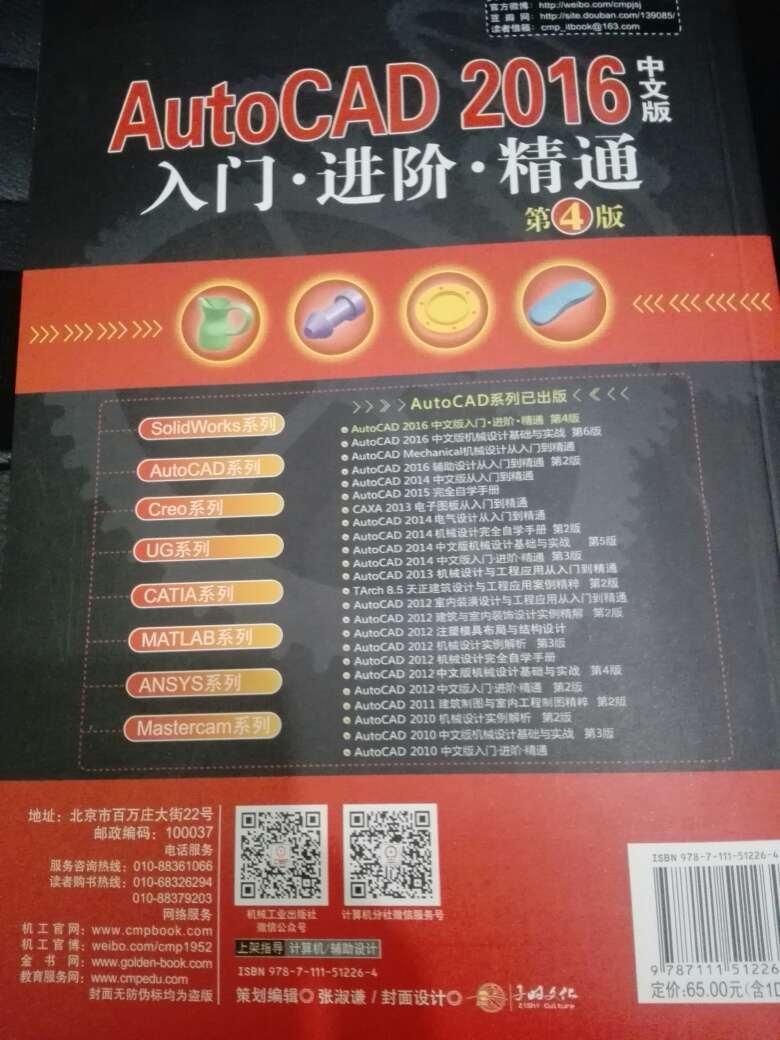 官方微博：http://weibo.com/cmpjsj
豆瓣网：http://site.douban.com/139085/
读者信箱：cmp_itbook@163.com
AutoCAD 2016 中文版
入门·进阶·精通
第4版
AutoCAD系列已出版
SolidWorks系列
AutoCAD系列
Creo系列
UG系列
CATIA系列
MATLAB系列
ANSYS系列
Mastercam系列
AutoCAD 2016 中文版入门·进阶·精通 第4版
AutoCAD 2016 中文版机械设计基础与实战 第6版
AutoCAD Mechanical机械设计从入门到精通
AutoCAD 2016 辅助设计从入门到精通 第2版
AutoCAD 2014 中文版从入门到精通
AutoCAD 2015 完全自学手册
CAXA 2013 电子图板从入门到精通
AutoCAD 2014 电气设计从入门到精通
AutoCAD 2014 机械设计完全自学手册 第2版
AutoCAD 2014 中文版机械设计基础与实战 第5版
AutoCAD 2014 中文版入门·进阶·精通 第3版
AutoCAD 2013 机械设计与工程应用从入门到精通
TArch 8.5 天正建筑设计与工程应用案例精粹 第2版
AutoCAD 2012 室内装潢设计与工程应用从入门到精通
AutoCAD 2012 建筑与室内装饰设计实例精解 第2版
AutoCAD 2012 注塑模具布局与结构设计
AutoCAD 2012 机械设计实例解析 第3版
AutoCAD 2012 机械设计完全自学手册
AutoCAD 2012 中文版机械设计基础与实战 第4版
AutoCAD 2012 中文版入门·进阶·精通 第2版
AutoCAD 2011 建筑制图与室内工程制图精粹 第2版
AutoCAD 2010 机械设计实例解析 第2版
AutoCAD 2010 中文版机械设计基础与实战 第3版
AutoCAD 2010 中文版入门·进阶·精通
地址：北京市百万庄大街22号
邮政编码：100037
电话服务
服务咨询热线：010-88361066
读者购书热线：010-68326294
010-88379203
网络服务
机工官网：www.cmpbook.com
机工官博：weibo.com/cmp1952
金书网：www.golden-book.com
教育服务网：www.cmpedu.com
封面无防伪标均为盗版
机械工业出版社
微信公众号
计算机分社微信服务号
上架指导 计算机/辅助设计
ISBN 978-7-111-51226-4
策划编辑○张淑谦/封面设计○ 子时文化
ZiShi Culture
ISBN 978-7-111-51226-4
9 787111 51226
定价：65.00元(含1D